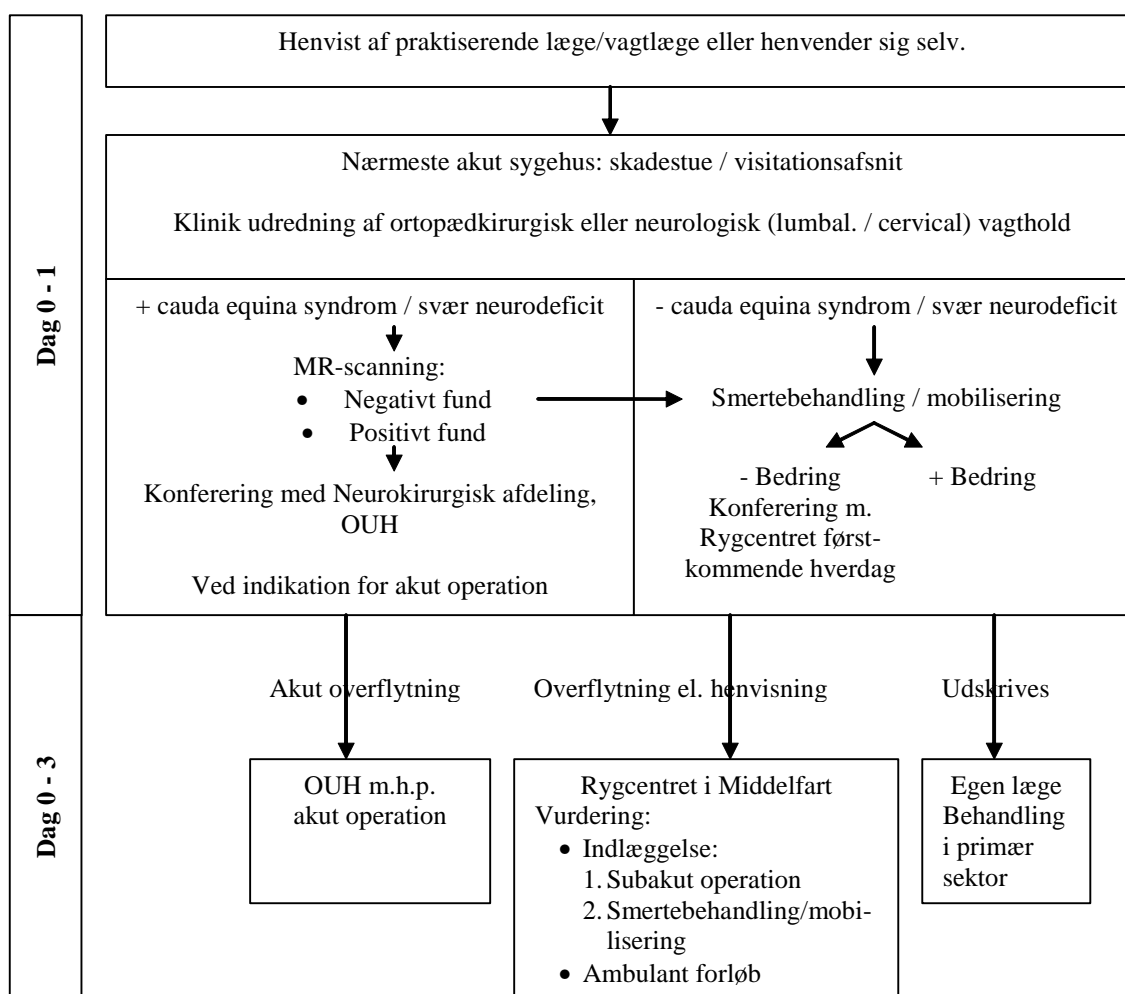 Henvist af praktiserende læge/vagtlæge eller henvender sig selv.
Dag 0 - 1
Nærmeste akut sygehus: skadestue / visitationsafsnit
Klinik udredning af ortopædkirurgisk eller neurologisk (lumbal. / cervical) vagthold
+ cauda equina syndrom / svær neurodeficit
MR-scanning:
• Negativt fund
• Positivt fund
Konferering med Neurokirurgisk afdeling,
OUH
Ved indikation for akut operation
- cauda equina syndrom / svær neurodeficit
Smertebehandling / mobilisering
- Bedring
Konferering m.
Rygcentret først-
kommende hverdag
+ Bedring
Dag 0 - 3
Akut overflytning
Overflytning el. henvisning
Udskrives
OUH m.h.p.
akut operation
Rygcentret i Middelfart
Vurdering:
• Indlæggelse:
1. Subakut operation
2. Smertebehandling/mobi-
lisering
• Ambulant forløb
Egen læge
Behandling
i primær
sektor